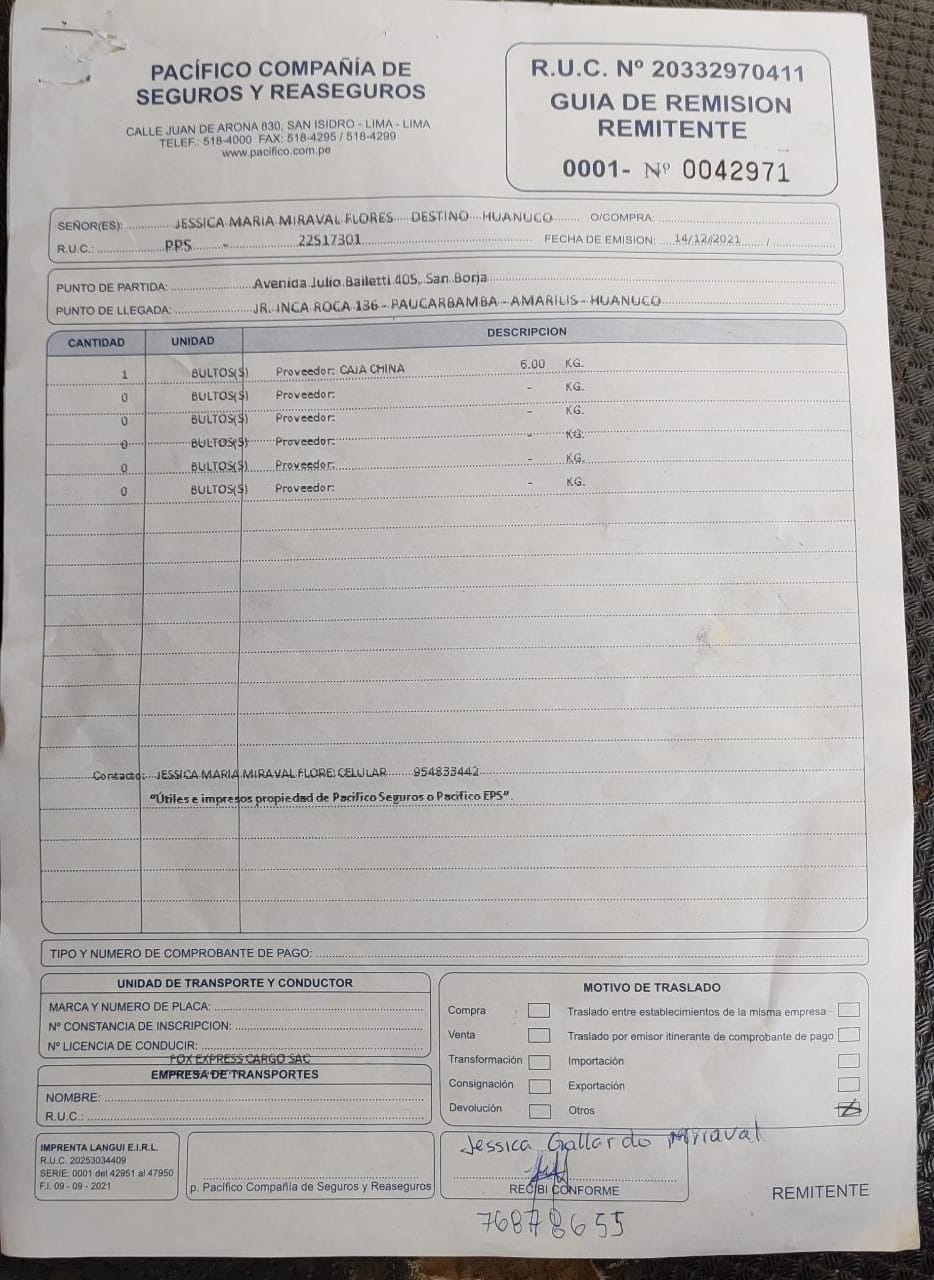 PACÍFICO COMPAÑÍA DE
SEGUROS Y REASEGUROS
CALLE JUAN DE ARONA 830, SAN ISIDRO - LIMA - LIMA
TELEF.: 518-4000 FAX: 518-4295 / 518-4299
www.pacifico.com.pe
R.U.C. Nº 20332970411
GUIA DE REMISION
REMITENTE
0001- Nº 0042971
SEÑOR(ES): JESSICA MARIA MIRAVAL FLORES DESTINO HUANUCO O/COMPRA:
R.U.C.: PPS - 22517301 FECHA DE EMISION: 14/12/2021 /
PUNTO DE PARTIDA: Avenida Julio Bailetti 405, San Borja
PUNTO DE LLEGADA: JR. INCA ROCA 136 - PAUCARBAMBA - AMARILIS - HUANUCO
CANTIDAD UNIDAD DESCRIPCION
1 BULTOS(S) Proveedor: CAJA CHINA 6.00 KG.
0 BULTOS(S) Proveedor: - KG.
0 BULTOS(S) Proveedor: - KG.
0 BULTOS(S) Proveedor: - KG.
0 BULTOS(S) Proveedor: - KG.
0 BULTOS(S) Proveedor: - KG.
Contacto: JESSICA MARIA MIRAVAL FLORE CELULAR 954833442
"Útiles e impresos propiedad de Pacifico Seguros o Pacifico EPS".
TIPO Y NUMERO DE COMPROBANTE DE PAGO:
UNIDAD DE TRANSPORTE Y CONDUCTOR
MARCA Y NUMERO DE PLACA:
Nº CONSTANCIA DE INSCRIPCION:
Nº LICENCIA DE CONDUCIR:
FOX EXPRESS CARGO SAC
EMPRESA DE TRANSPORTES
NOMBRE:
R.U.C.:
MOTIVO DE TRASLADO
Compra Traslado entre establecimientos de la misma empresa
Venta Traslado por emisor itinerante de comprobante de pago
Transformación Importación
Consignación Exportación
Devolución Otros
IMPRENTA LANGUI E.I.R.L.
R.U.C. 20253034409
SERIE: 0001 del 42951 al 47950
F.I. 09 - 09 - 2021
p. Pacífico Compañía de Seguros y Reaseguros
Jessica Gallardo Miraval
RECIBI CONFORME
76878655
REMITENTE